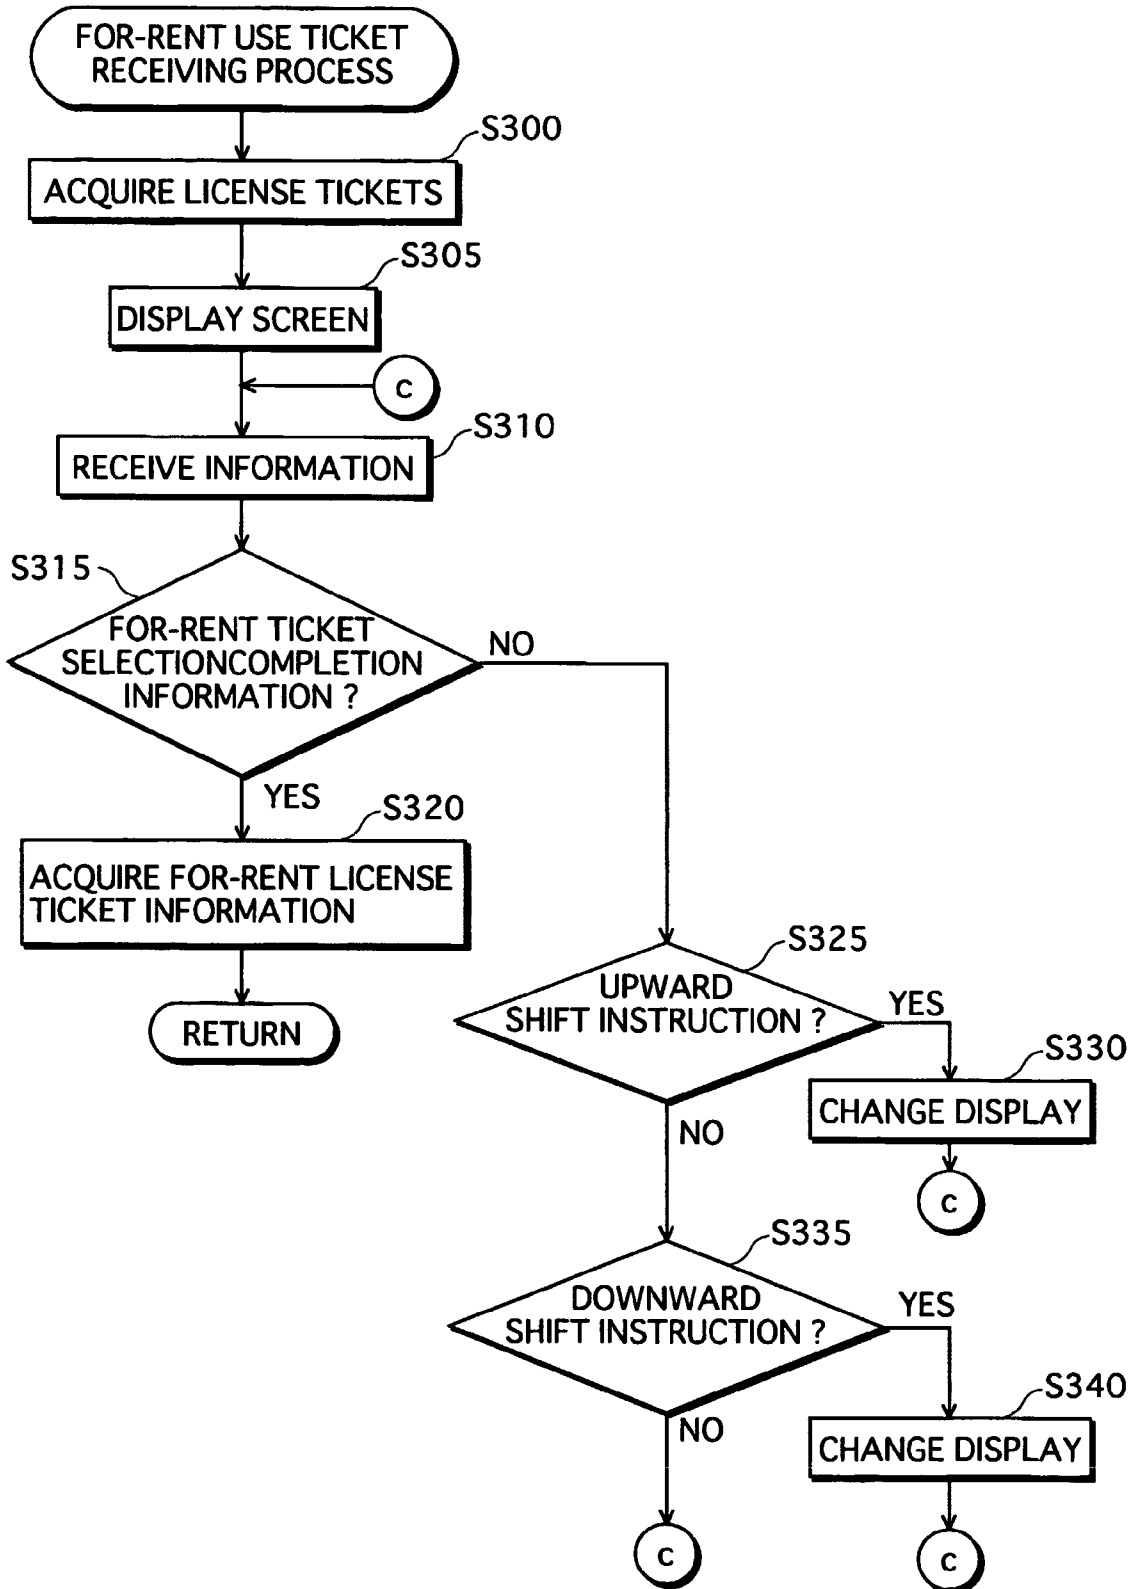 FOR-RENT USE TICKET
RECEIVING PROCESS
S300
ACQUIRE LICENSE TICKETS
S305
DISPLAY SCREEN
C
S310
RECEIVE INFORMATION
S315
FOR-RENT TICKET
SELECTIONCOMPLETION
INFORMATION ?
NO
YES
S320
ACQUIRE FOR-RENT LICENSE
TICKET INFORMATION
RETURN
S325
UPWARD
SHIFT INSTRUCTION ?
YES
S330
CHANGE DISPLAY
C
NO
S335
DOWNWARD
SHIFT INSTRUCTION ?
YES
S340
CHANGE DISPLAY
NO
C
C